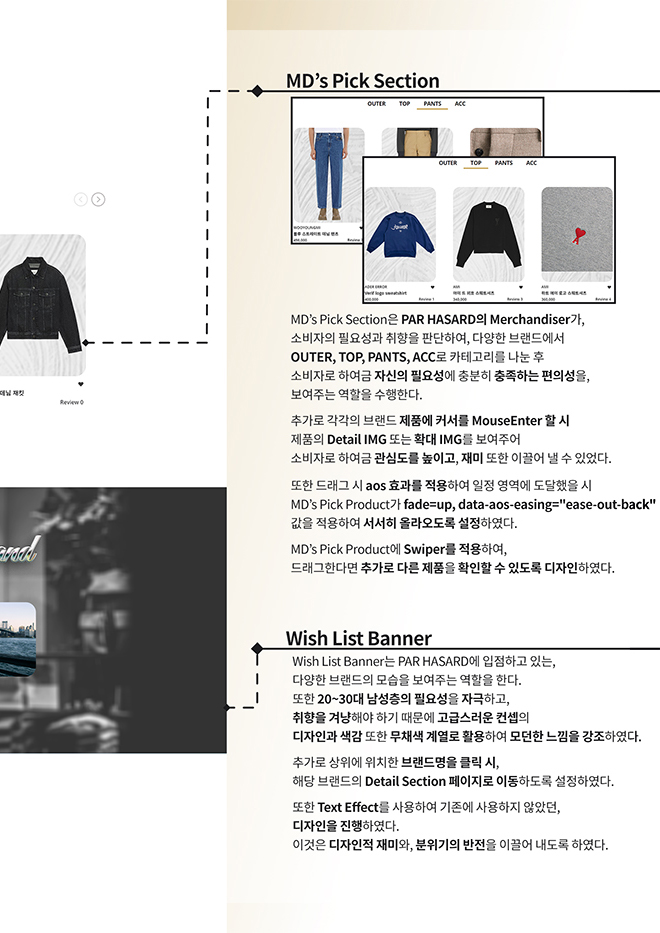 MD’s Pick Section
OUTER TOP PANTS ACC
OUTER TOP PANTS ACC
WOOYOUNGMI
블루 스트레이트 데님 팬츠
450,000 Review 1
ADER ERROR
Verif logo sweatshirt
400,000 Review 1
AMI
아미 드 하트 스웨트셔츠
340,000 Review 3
AMI
하트 에이 로고 스웨트셔츠
360,000 Review 4
데님 재킷
Review 0
MD’s Pick Section은 PAR HASARD의 Merchandiser가,
소비자의 필요성과 취향을 판단하여, 다양한 브랜드에서
OUTER, TOP, PANTS, ACC로 카테고리를 나눈 후
소비자로 하여금 자신의 필요성에 충분히 충족하는 편의성을,
보여주는 역할을 수행한다.
추가로 각각의 브랜드 제품에 커서를 MouseEnter 할 시
제품의 Detail IMG 또는 확대 IMG를 보여주어
소비자로 하여금 관심도를 높이고, 재미 또한 이끌어 낼 수 있었다.
또한 드래그 시 aos 효과를 적용하여 일정 영역에 도달했을 시
MD’s Pick Product가 fade=up, data-aos-easing="ease-out-back"
값을 적용하여 서서히 올라오도록 설정하였다.
MD’s Pick Product에 Swiper를 적용하여,
드래그한다면 추가로 다른 제품을 확인할 수 있도록 디자인하였다.
and
Wish List Banner
Wish List Banner는 PAR HASARD에 입점하고 있는,
다양한 브랜드의 모습을 보여주는 역할을 한다.
또한 20~30대 남성층의 필요성을 자극하고,
취향을 겨냥해야 하기 때문에 고급스러운 컨셉의
디자인과 색감 또한 무채색 계열로 활용하여 모던한 느낌을 강조하였다.
추가로 상위에 위치한 브랜드명을 클릭 시,
해당 브랜드의 Detail Section 페이지로 이동하도록 설정하였다.
또한 Text Effect를 사용하여 기존에 사용하지 않았던,
디자인을 진행하였다.
이것은 디자인적 재미와, 분위기의 반전을 이끌어 내도록 하였다.